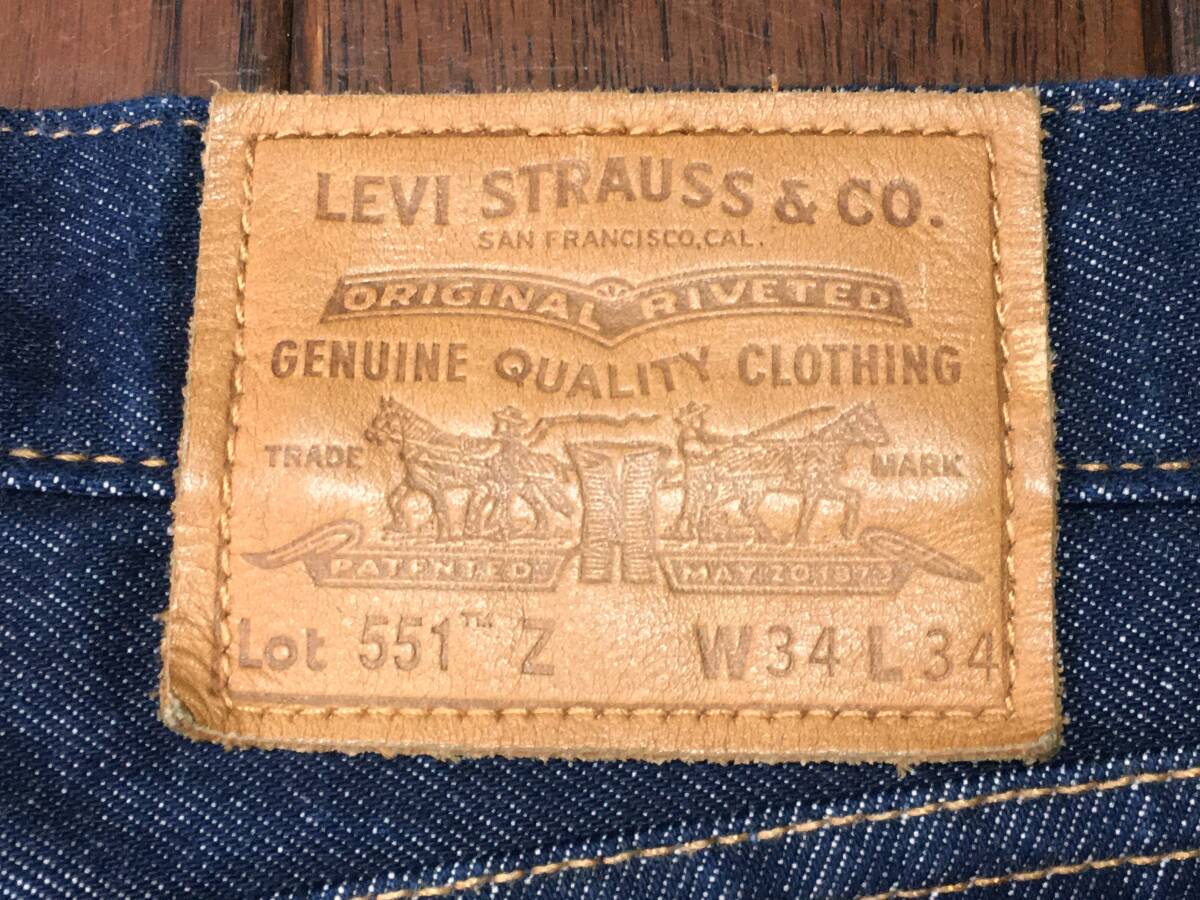 LEVI STRAUSS & CO.
SAN FRANCISCO, CAL.
ORIGINAL RIVETED
GENUINE QUALITY CLOTHING
TRADE MARK
PATENTED MAY 20 1873
Lot 551™ Z W34 L34